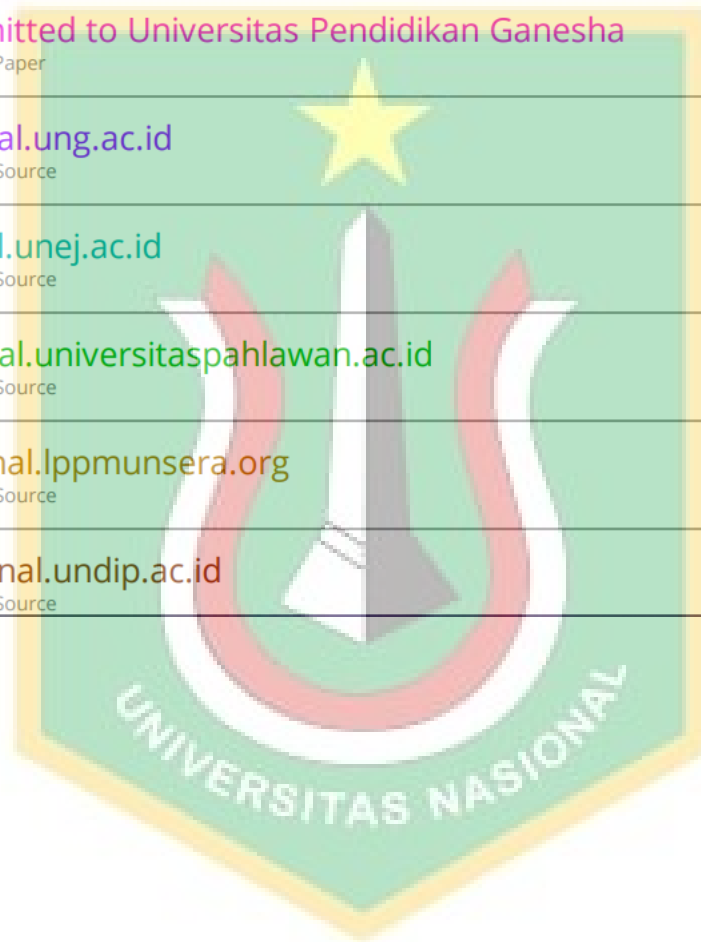 itted to Universitas Pendidikan Ganesha
Paper
al.ung.ac.id
Source
l.unej.ac.id
Source
al.universitaspahlawan.ac.id
Source
nal.lppmunsera.org
Source
nal.undip.ac.id
Source
UNIVERSITAS NASIONAL